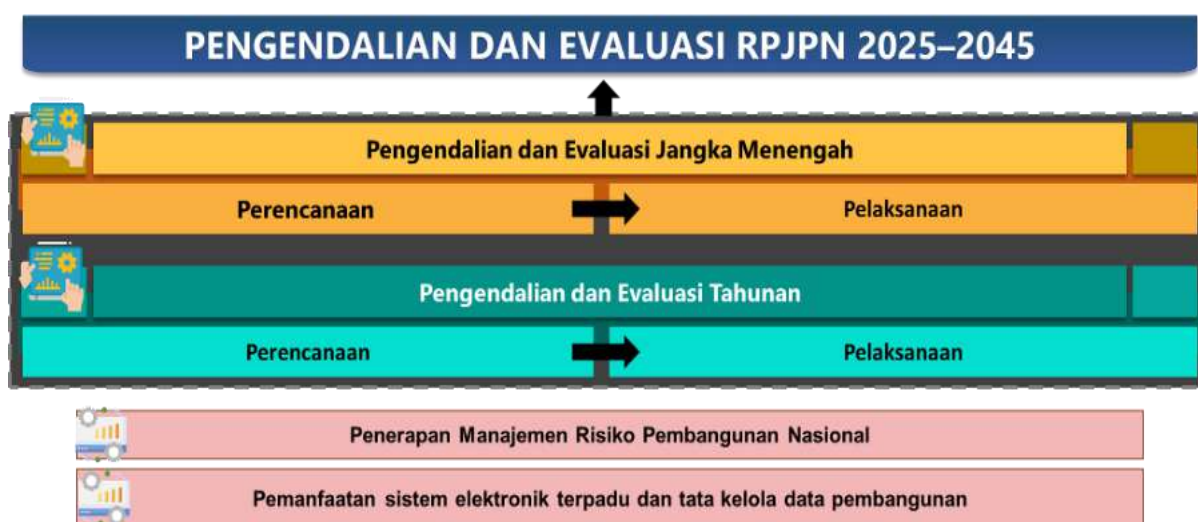 PENGENDALIAN DAN EVALUASI RPJPN 2025–2045
Pengendalian dan Evaluasi Jangka Menengah
Perencanaan
Pelaksanaan
Pengendalian dan Evaluasi Tahunan
Perencanaan
Pelaksanaan
Penerapan Manajemen Risiko Pembangunan Nasional
Pemanfaatan sistem elektronik terpadu dan tata kelola data pembangunan